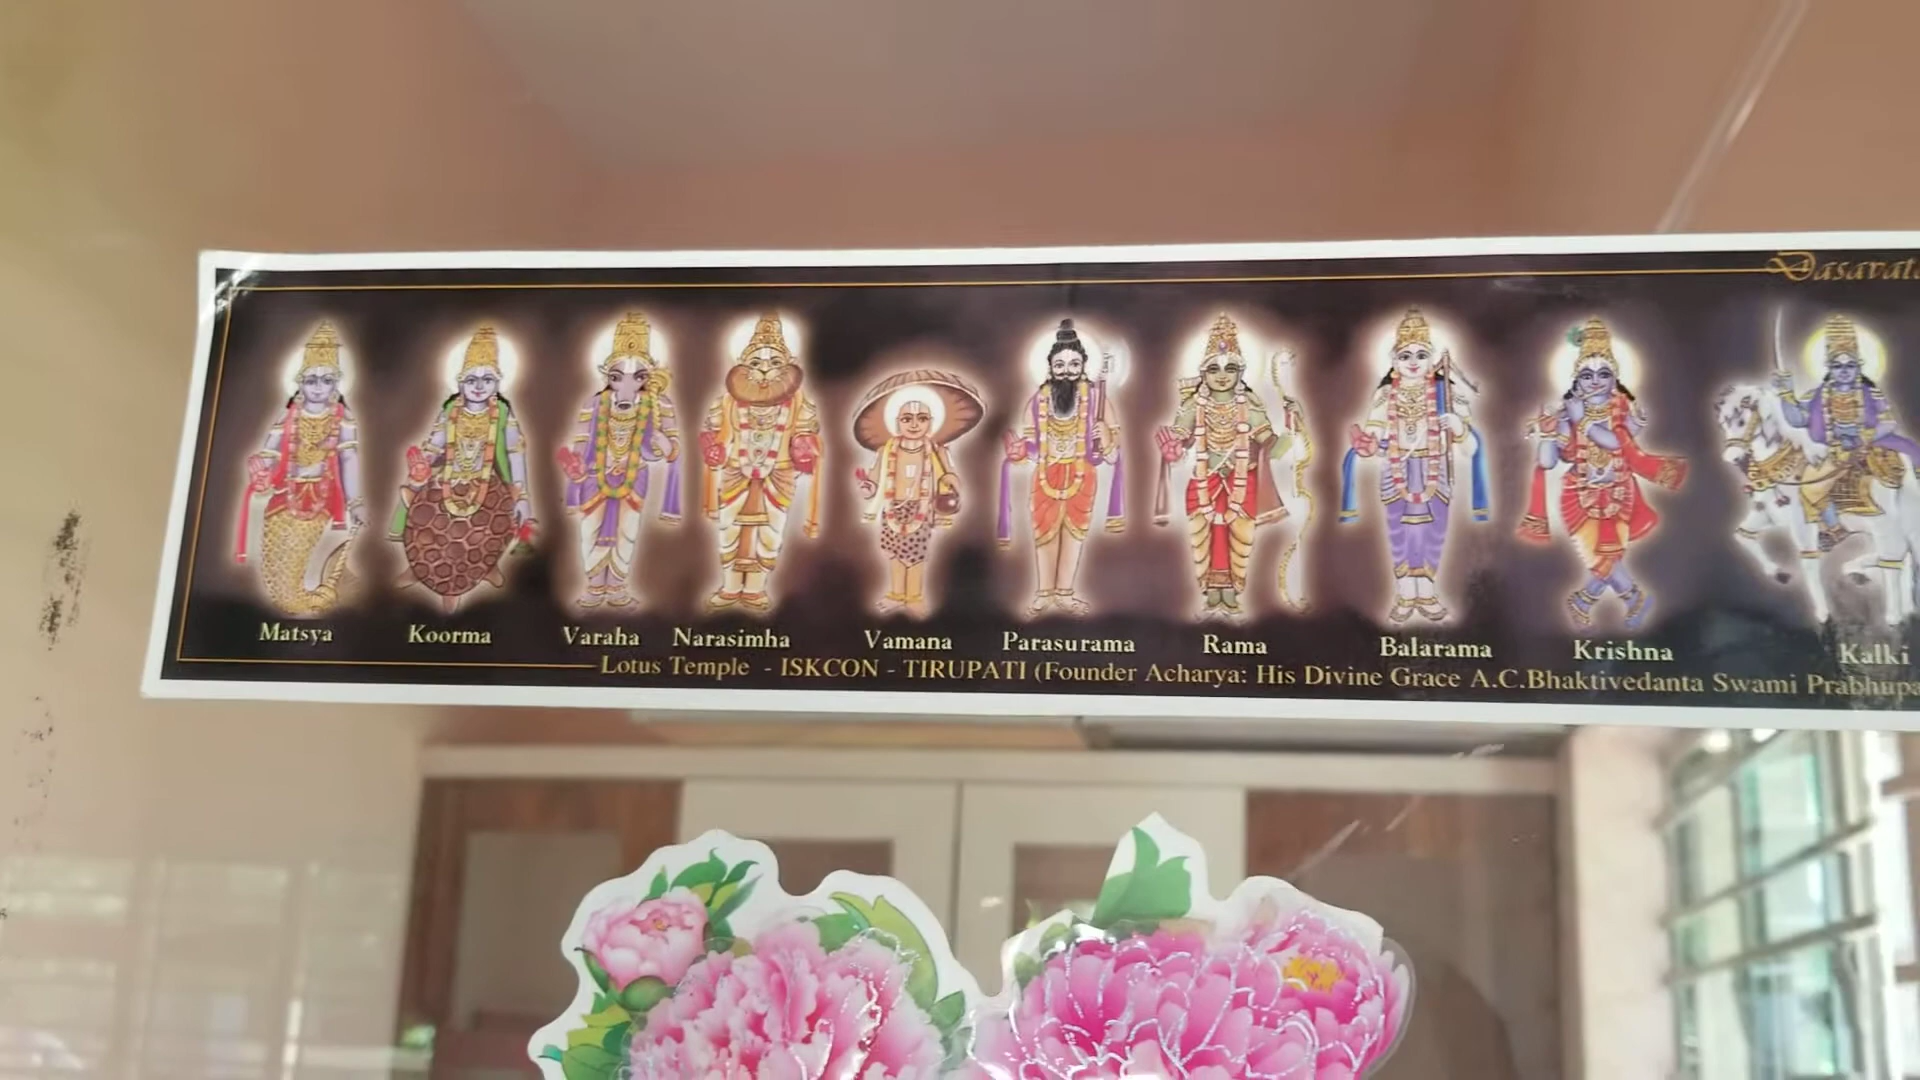 Dasavata
Matsya Koorma Varaha Narasimha Vamana Parasurama Rama Balarama Krishna Kalki
Lotus Temple - ISKCON - TIRUPATI (Founder Acharya: His Divine Grace A.C.Bhaktivedanta Swami Prabhupa